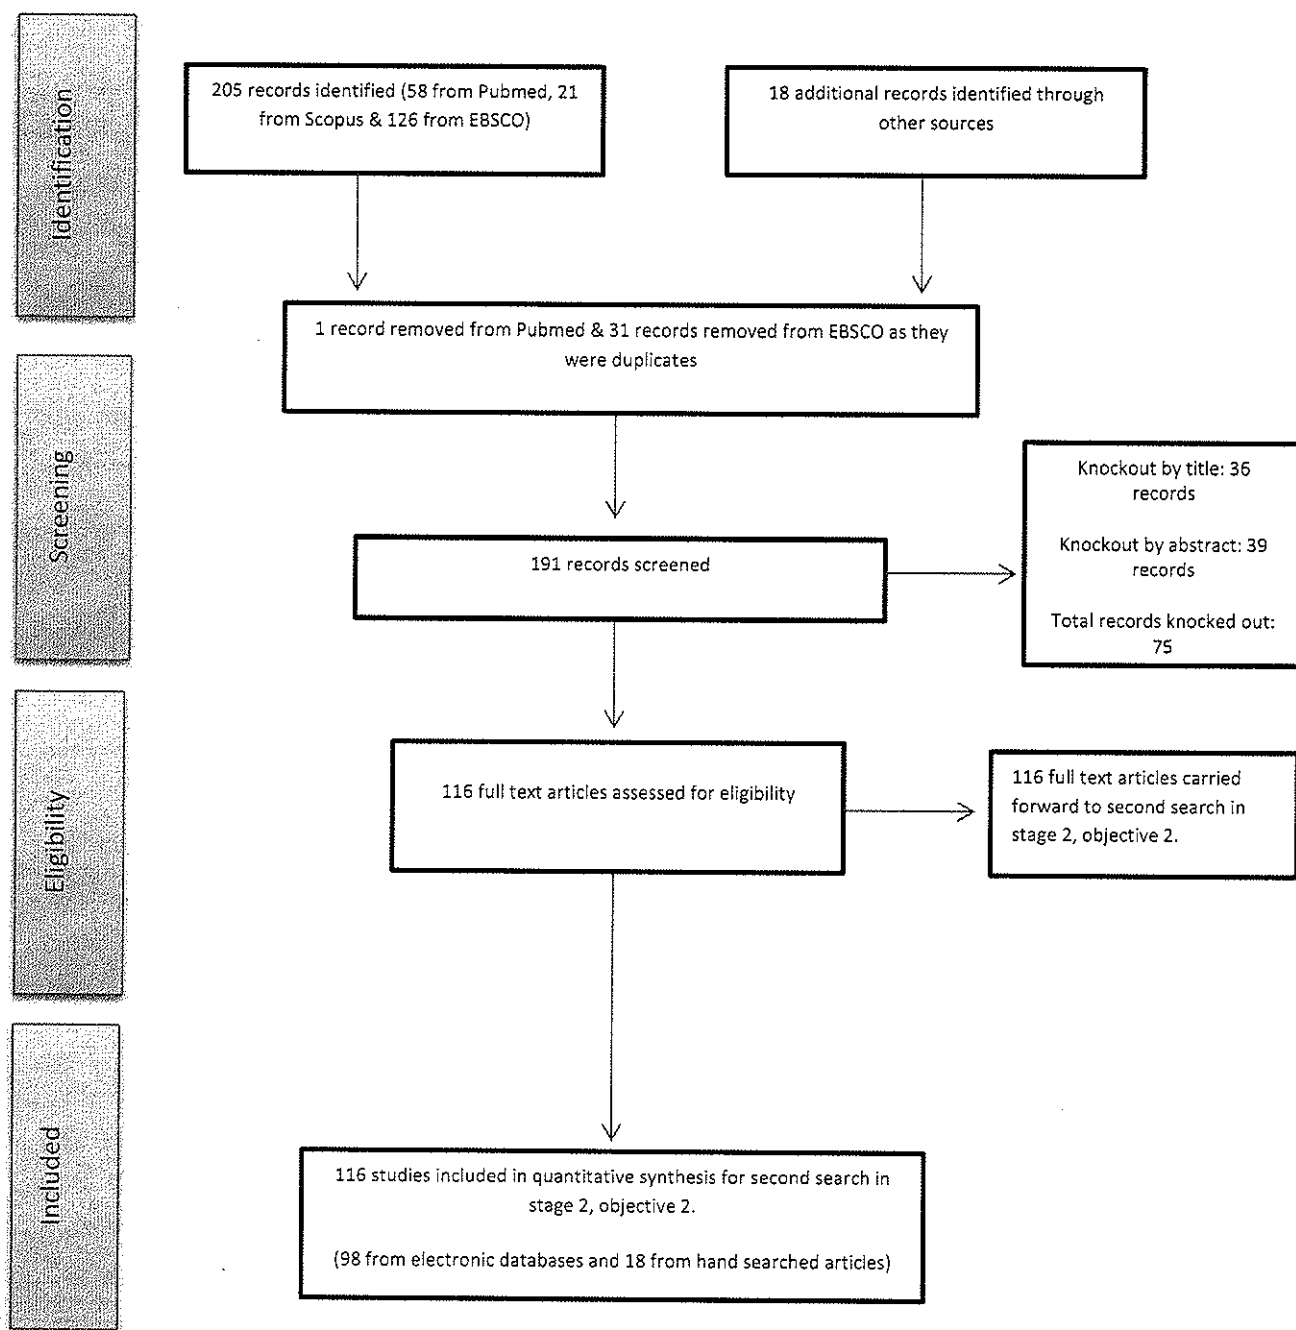 Identification
205 records identified (58 from Pubmed, 21
from Scopus & 126 from EBSCO)
18 additional records identified through
other sources
1 record removed from Pubmed & 31 records removed from EBSCO as they
were duplicates
Screening
191 records screened
Knockout by title: 36
records
Knockout by abstract: 39
records
Total records knocked out:
75
Eligibility
116 full text articles assessed for eligibility
116 full text articles carried
forward to second search in
stage 2, objective 2.
Included
116 studies included in quantitative synthesis for second search in
stage 2, objective 2.
(98 from electronic databases and 18 from hand searched articles)